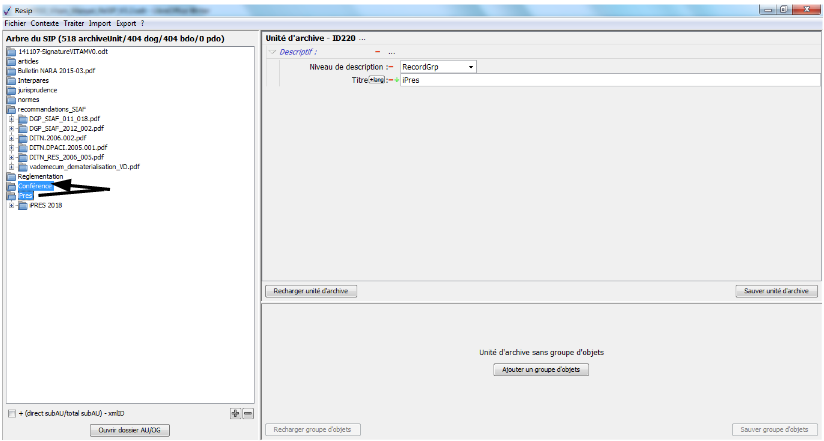 Resip
Fichier Contexte Traiter Import Export ?
Arbre du SIP (518 archiveUnit/404 dog/404 bdo/0 pdo)
141107-SignatureVITAMV0.odt
articles
Bulletin NARA 2015-03.pdf
Interpares
jurisprudence
normes
recommandations_SIAF
DGP_SIAF_011_018.pdf
DGP_SIAF_2012_002.pdf
DITN.2006.002.pdf
DITN.DPACI.2005.001.pdf
DITN_RES_2006_005.pdf
vademecum_dematerialisation_VD.pdf
Reglementation
Conférence
iPres
iPRES 2018
+ (direct subAU/total subAU) - xmlID
Ouvrir dossier AU/OG
Unité d'archive - ID220 ...
Descriptif : − ...
Niveau de description :− RecordGrp
Titre +lang :−+ iPres
Recharger unité d'archive
Sauver unité d'archive
Unité d'archive sans groupe d'objets
Ajouter un groupe d'objets
Recharger groupe d'objets
Sauver groupe d'objets